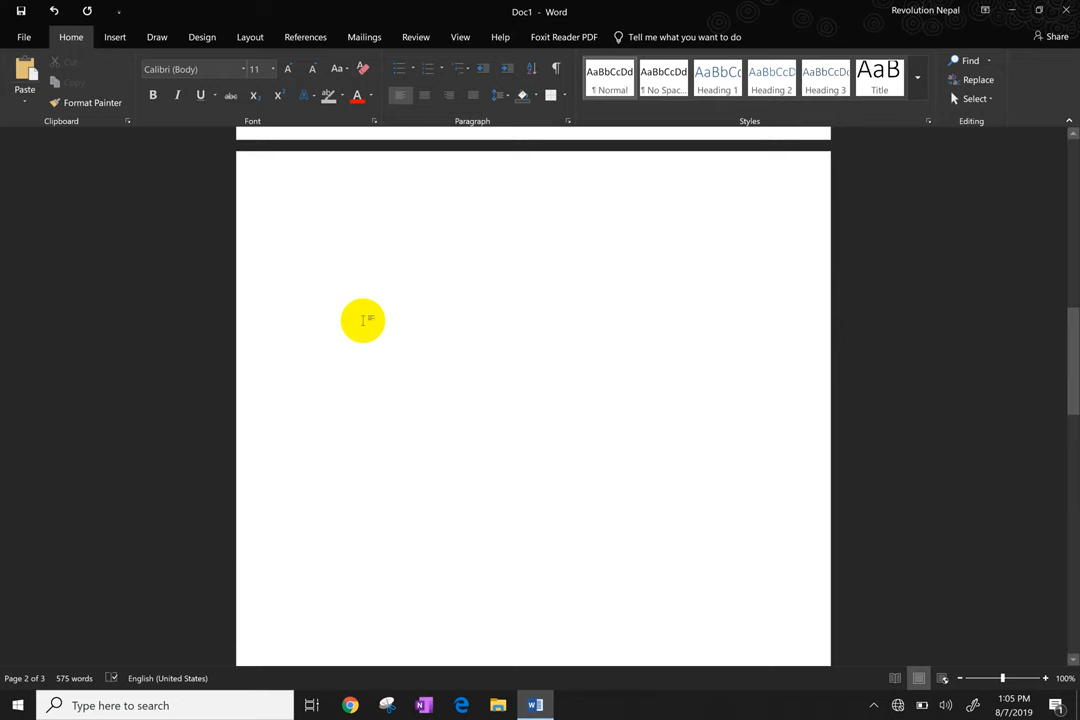 Doc1 - Word
Revolution Nepal
File Home Insert Draw Design Layout References Mailings Review View Help Foxit Reader PDF Tell me what you want to do Share
Paste
Cut
Copy
Format Painter
Clipboard
Calibri (Body) 11
Font
Paragraph
AaBbCcDd AaBbCcDd AaBbCc AaBbCcD AaBbCcDc AaB
¶ Normal ¶ No Spac... Heading 1 Heading 2 Heading 3 Title
Styles
Find
Replace
Select
Editing
Page 2 of 3 575 words English (United States) 100%
Type here to search
1:05 PM
8/7/2019